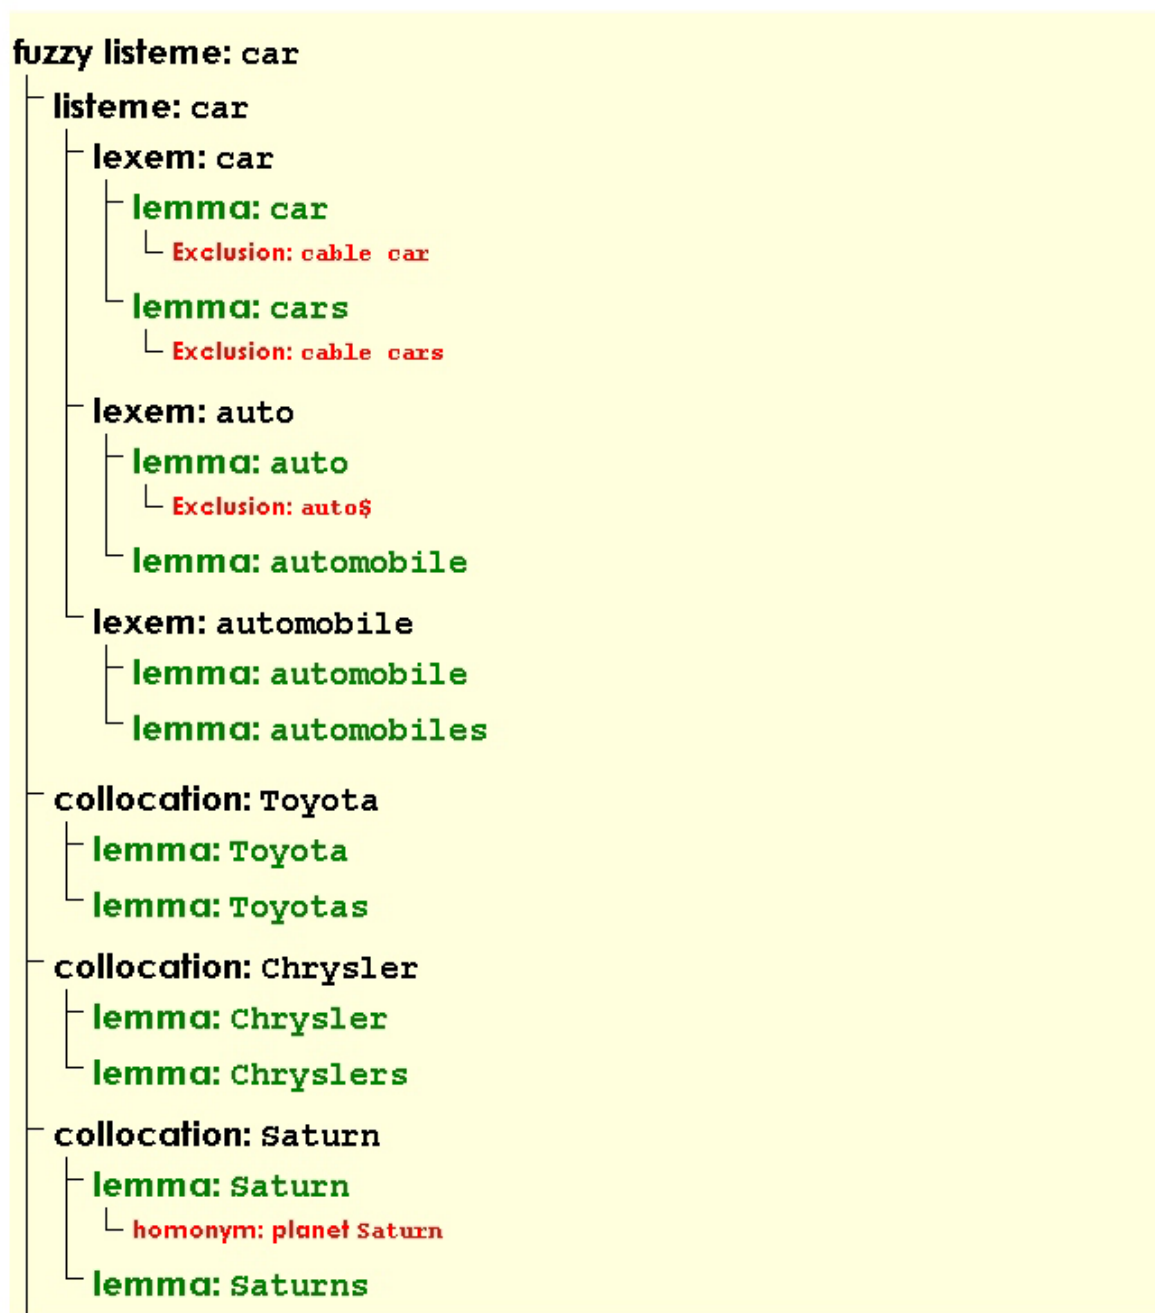 fuzzy listeme: car
listeme: car
lexem: car
lemma: car
Exclusion: cable car
lemma: cars
Exclusion: cable cars
lexem: auto
lemma: auto
Exclusion: auto$
lemma: automobile
lexem: automobile
lemma: automobile
lemma: automobiles
collocation: Toyota
lemma: Toyota
lemma: Toyotas
collocation: Chrysler
lemma: Chrysler
lemma: Chryslers
collocation: Saturn
lemma: Saturn
homonym: planet Saturn
lemma: Saturns